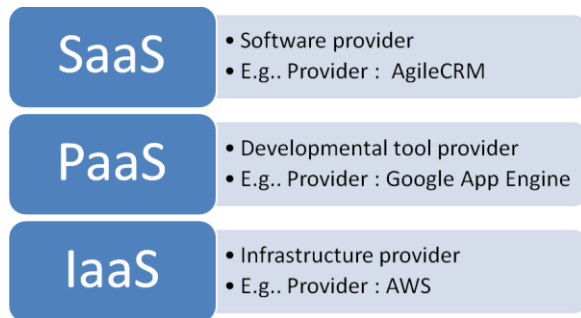 SaaS
• Software provider
• E.g.. Provider :  AgileCRM
PaaS
• Developmental tool provider
• E.g.. Provider : Google App Engine
IaaS
• Infrastructure provider
• E.g.. Provider : AWS